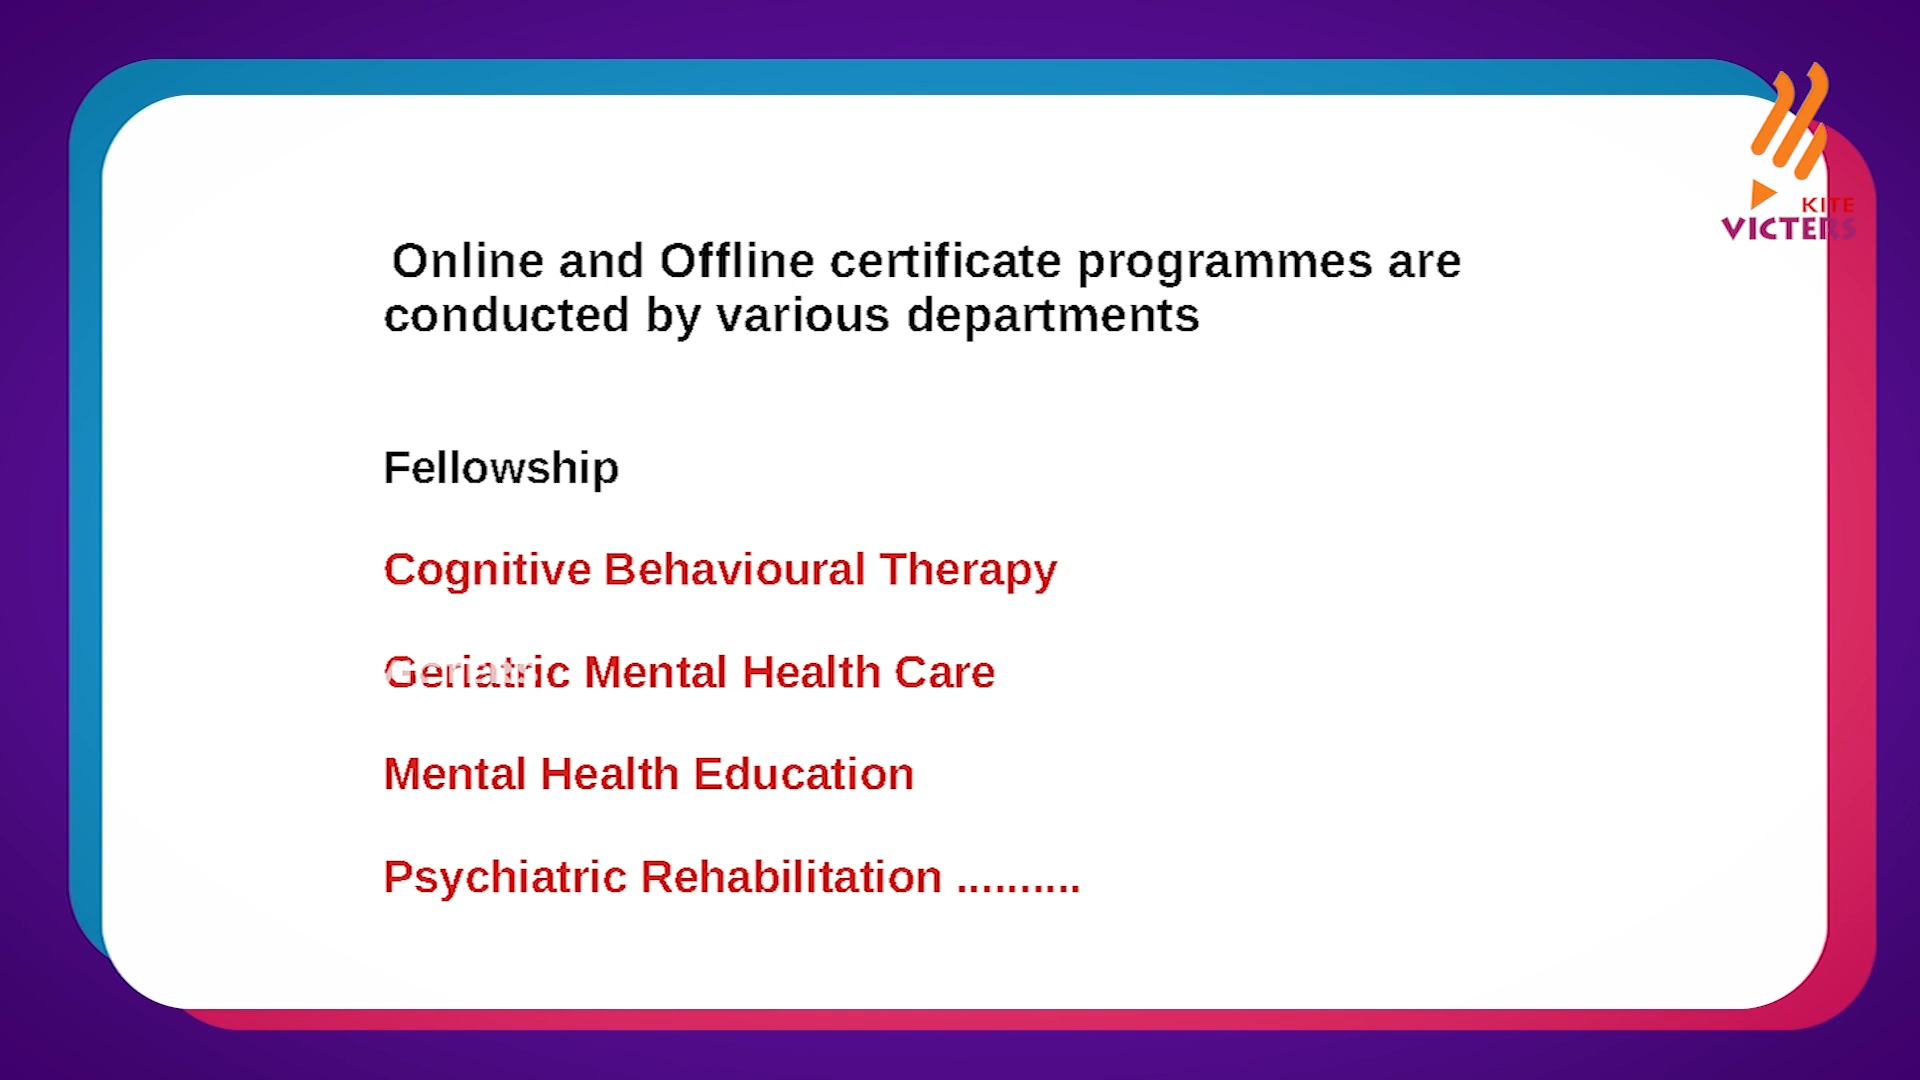 KITE
VICTERS
Online and Offline certificate programmes are
conducted by various departments
Fellowship
Cognitive Behavioural Therapy
Geriatric Mental Health Care
Mental Health Education
Psychiatric Rehabilitation ..........